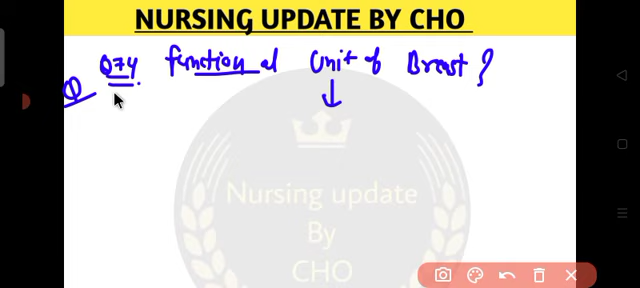 NURSING UPDATE BY CHO
Q Q74 functional Unit of Breast ?
Nursing update
By
CHO